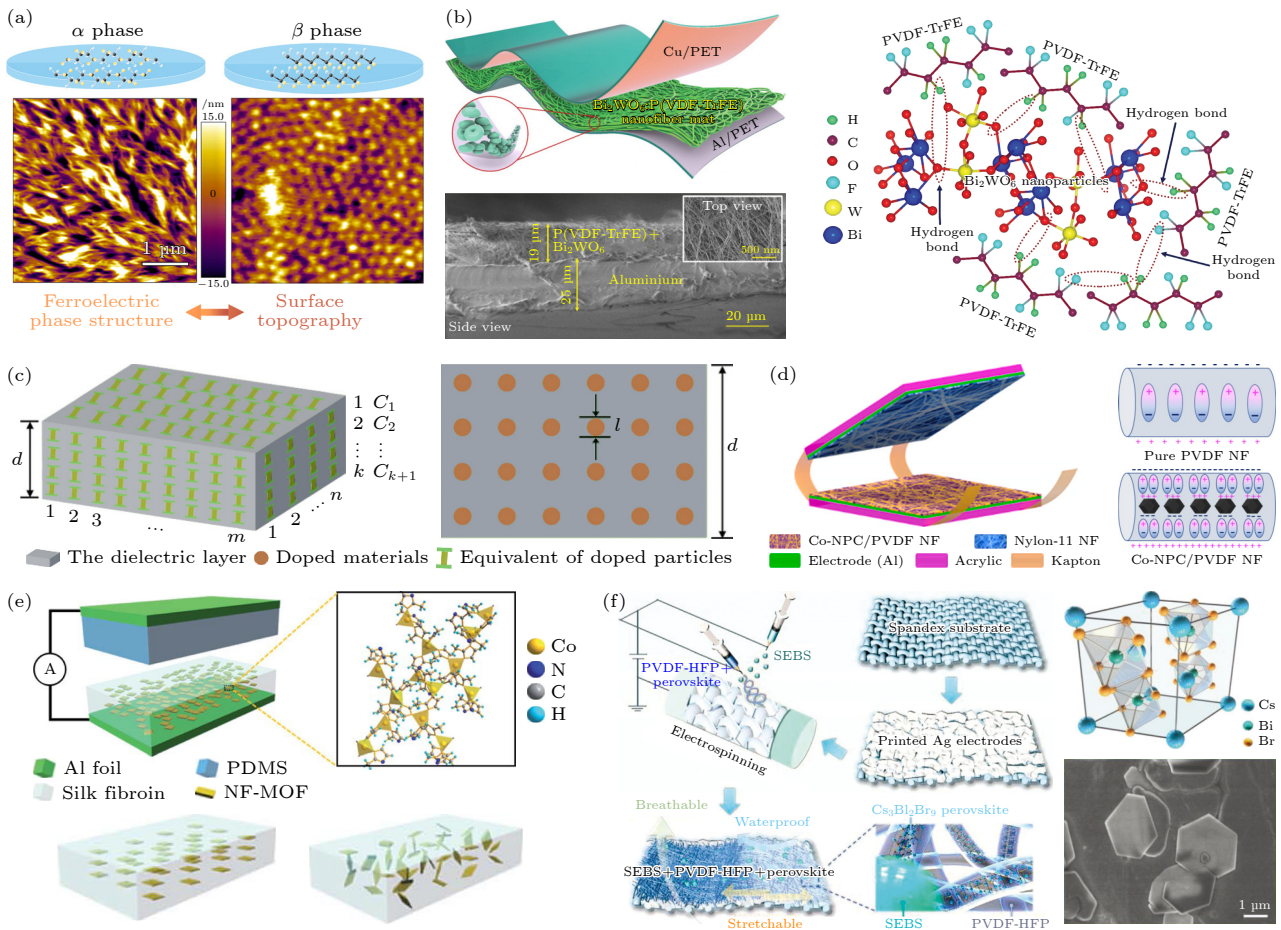 (a)
α phase
β phase
/nm
15.0
0
−15.0
1 µm
Ferroelectric
phase structure
Surface
topography
(b)
Cu/PET
Bi₂WO₆P(VDF-TrFE)
nanotiber mat
Al/PET
Top view
500 nm
19 µm
P(VDF-TrFE)+
Bi₂WO₆
25 µm
Aluminium
Side view
20 µm
H
C
O
F
W
Bi
PVDF-TrFE
PVDF-TrFE
Hydrogen bond
Bi₂WO₆ nanoparticles
Hydrogen
bond
PVDF-TrFE
Hydrogen
bond
PVDF-TrFE
(c)
d
1 C₁
2 C₂
⋮ ⋮
k Cₖ₊₁
1 2 3 ... m
1 2 ... n
l
d
The dielectric layer
Doped materials
Equivalent of doped particles
(d)
Co-NPC/PVDF NF
Nylon-11 NF
Electrode (Al)
Acrylic
Kapton
Pure PVDF NF
Co-NPC/PVDF NF
(e)
A
Co
N
C
H
Al foil
PDMS
Silk fibroin
NF-MOF
(f)
SEBS
PVDF-HFP+
perovskite
Electrospinning
Spandex substrate
Printed Ag electrodes
Cs
Bi
Br
Breathable
Waterproof
SEBS+PVDF-HFP+perovskite
Stretchable
Cs₃Bl₂Br₉ perovskite
SEBS
PVDF-HFP
1 µm